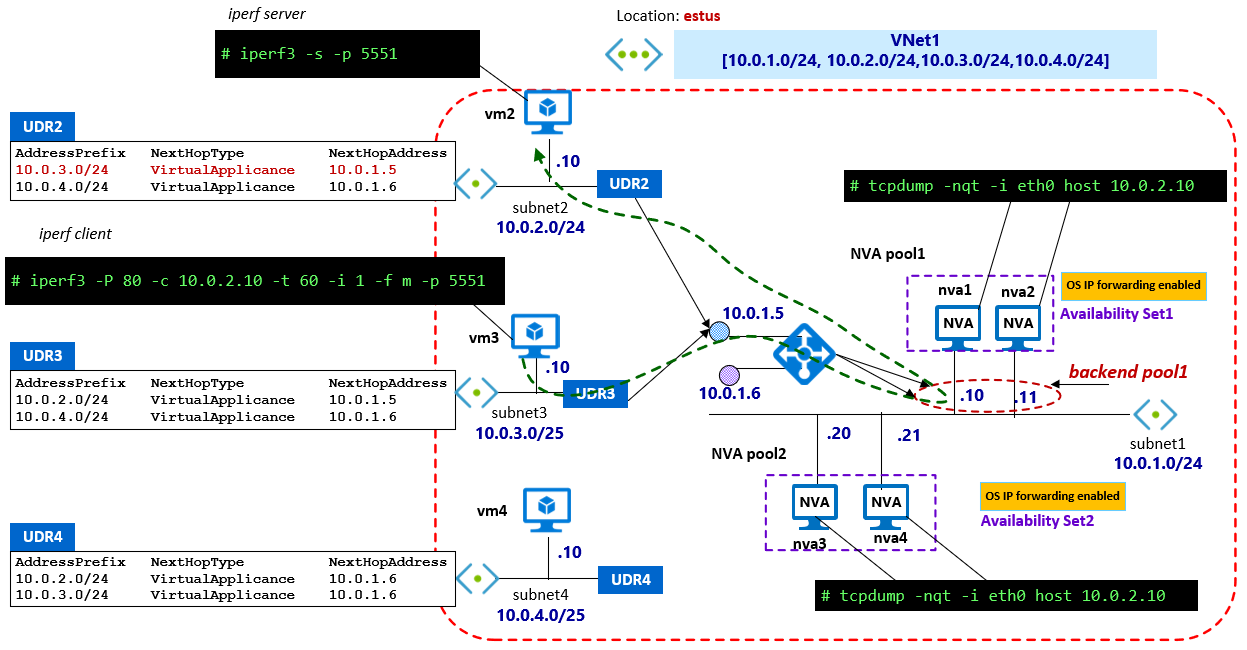 iperf server
# iperf3 -s -p 5551
Location: estus
VNet1
[10.0.1.0/24, 10.0.2.0/24,10.0.3.0/24,10.0.4.0/24]
vm2
.10
UDR2
AddressPrefix NextHopType NextHopAddress
10.0.3.0/24 VirtualApplicance 10.0.1.5
10.0.4.0/24 VirtualApplicance 10.0.1.6
UDR2
subnet2
10.0.2.0/24
# tcpdump -nqt -i eth0 host 10.0.2.10
iperf client
# iperf3 -P 80 -c 10.0.2.10 -t 60 -i 1 -f m -p 5551
NVA pool1
nva1
nva2
NVA
NVA
OS IP forwarding enabled
Availability Set1
10.0.1.5
10.0.1.6
vm3
.10
UDR3
AddressPrefix NextHopType NextHopAddress
10.0.2.0/24 VirtualApplicance 10.0.1.5
10.0.4.0/24 VirtualApplicance 10.0.1.6
UDR3
subnet3
10.0.3.0/25
backend pool1
.10
.11
subnet1
10.0.1.0/24
.20
.21
NVA pool2
NVA
NVA
nva3
nva4
OS IP forwarding enabled
Availability Set2
vm4
.10
UDR4
AddressPrefix NextHopType NextHopAddress
10.0.2.0/24 VirtualApplicance 10.0.1.6
10.0.3.0/24 VirtualApplicance 10.0.1.6
UDR4
subnet4
10.0.4.0/25
# tcpdump -nqt -i eth0 host 10.0.2.10